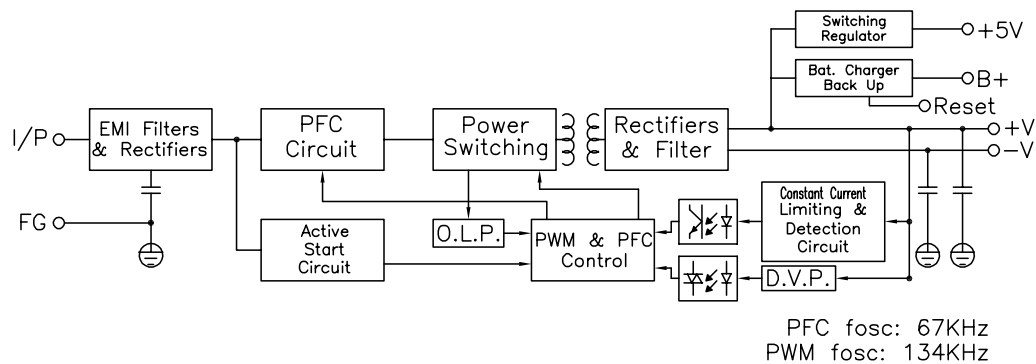 Switching
Regulator
+5V
Bat. Charger
Back Up
B+
Reset
I/P
EMI Filters
& Rectifiers
PFC
Circuit
Power
Switching
Rectifiers
& Filter
+V
-V
FG
Active
Start
Circuit
O.L.P.
PWM & PFC
Control
Constant Current
Limiting &
Detection
Circuit
D.V.P.
PFC fosc: 67KHz
PWM fosc: 134KHz